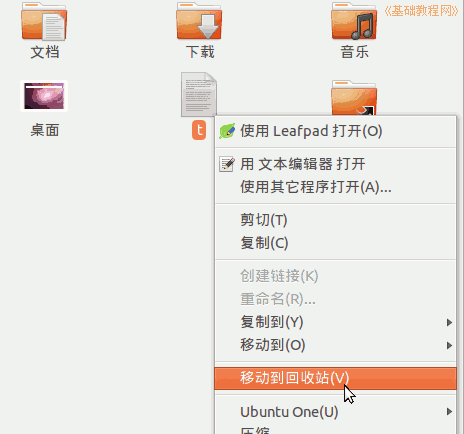 《基础教程网》
文档
下载
音乐
桌面
t
使用 Leafpad 打开(O)
用 文本编辑器 打开
使用其它程序打开(A)...
剪切(T)
复制(C)
创建链接(K)
重命名(R)...
复制到(Y)
移动到(O)
移动到回收站(V)
Ubuntu One(U)
压缩